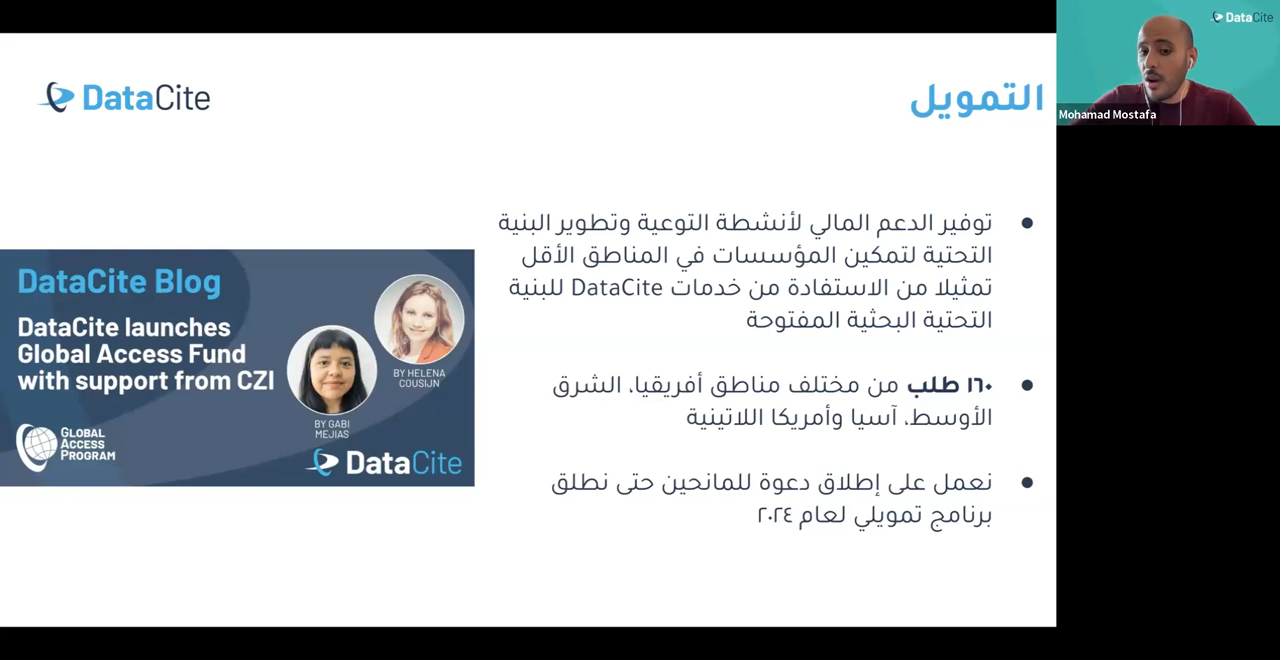 DataCite
التمويل
توفير الدعم المالي لأنشطة التوعية وتطوير البنية
التحتية لتمكين المؤسسات في المناطق الأقل
تمثيلا من الاستفادة من خدمات DataCite للبنية
التحتية البحثية المفتوحة
١٦٠ طلب من مختلف مناطق أفريقيا، الشرق
الأوسط، آسيا وأمريكا اللاتينية
نعمل على إطلاق دعوة للمانحين حتى نطلق
برنامج تمويلي لعام ٢٠٢٤
DataCite Blog
DataCite launches
Global Access Fund
with support from CZI
BY HELENA
COUSIJN
BY GABI
MEJIAS
GLOBAL
ACCESS
PROGRAM
DataCite
DataCite
Mohamad Mostafa